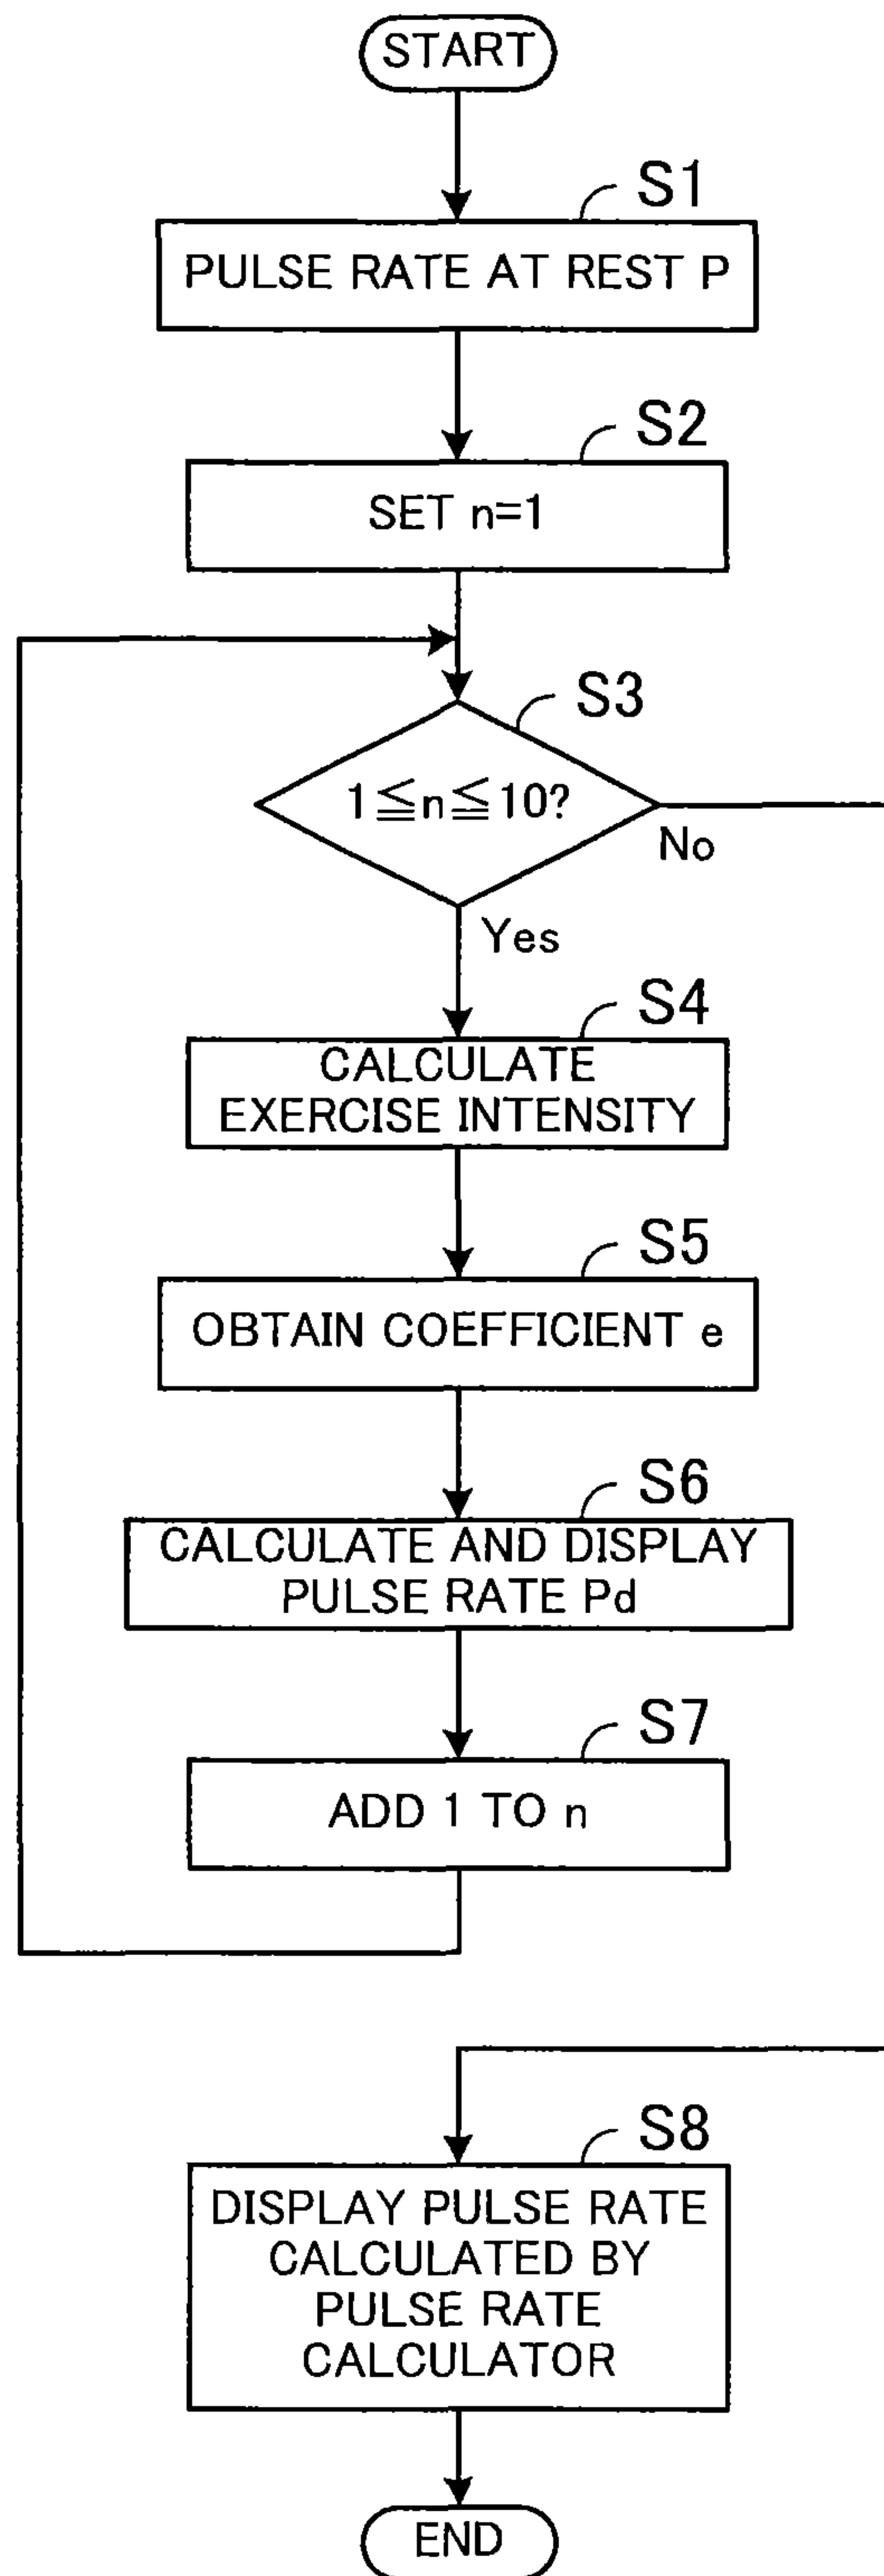 START
S1
PULSE RATE AT REST P
S2
SET n=1
S3
1≦n≦10?
No
Yes
S4
CALCULATE
EXERCISE INTENSITY
S5
OBTAIN COEFFICIENT e
S6
CALCULATE AND DISPLAY
PULSE RATE Pd
S7
ADD 1 TO n
S8
DISPLAY PULSE RATE
CALCULATED BY
PULSE RATE
CALCULATOR
END